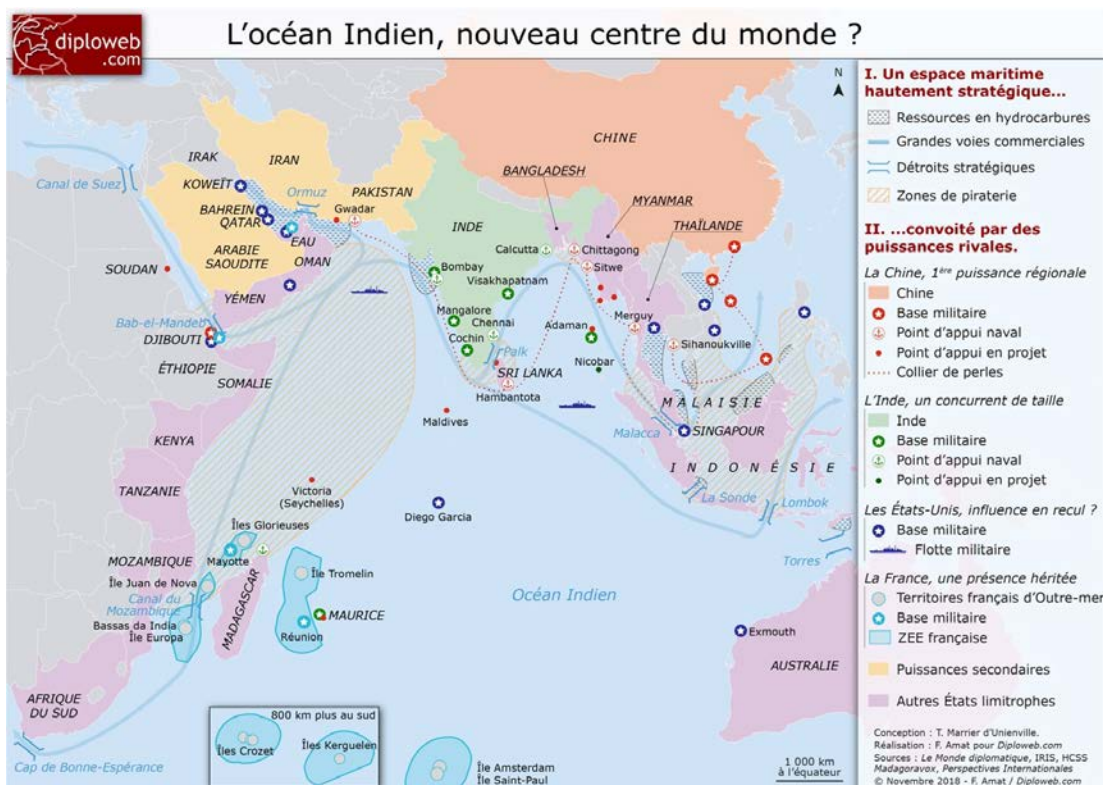 diploweb
.com
L'océan Indien, nouveau centre du monde ?
N
CHINE
IRAK
IRAN
Canal de Suez
KOWEÏT
Ormuz
PAKISTAN
BANGLADESH
MYANMAR
BAHREIN
QATAR
Gwadar
THAÏLANDE
EAU
INDE
ARABIE
SAOUDITE
OMAN
Calcutta
Chittagong
Sitwe
SOUDAN
Bombay
Visakhapatnam
YÉMEN
Mangalore
Merguy
Bab-el-Mandeb
Chennai
Adaman
DJIBOUTI
Cochin
Palk
Sihanoukville
ÉTHIOPIE
Nicobar
SRI LANKA
SOMALIE
Hambantota
MALAISIE
Maldives
Malacca
SINGAPOUR
KENYA
INDONÉSIE
TANZANIE
Victoria
(Seychelles)
La Sonde
Lombok
Diego Garcia
Îles Glorieuses
Mayotte
MOZAMBIQUE
Torres
Île Juan de Nova
Île Tromelin
Canal du
Mozambique
Océan Indien
Bassas da India
Île Europa
MADAGASCAR
MAURICE
Réunion
Exmouth
AUSTRALIE
AFRIQUE
DU SUD
800 km plus au sud
Îles Crozet
Îles Kerguelen
Cap de Bonne-Espérance
Île Amsterdam
Île Saint-Paul
1 000 km
à l'équateur
I. Un espace maritime
hautement stratégique...
Ressources en hydrocarbures
Grandes voies commerciales
Détroits stratégiques
Zones de piraterie
II. ...convoité par des
puissances rivales.
La Chine, 1ère puissance régionale
Chine
Base militaire
Point d'appui naval
Point d'appui en projet
Collier de perles
L'Inde, un concurrent de taille
Inde
Base militaire
Point d'appui naval
Point d'appui en projet
Les États-Unis, influence en recul ?
Base militaire
Flotte militaire
La France, une présence héritée
Territoires français d'Outre-mer
Base militaire
ZEE française
Puissances secondaires
Autres États limitrophes
Conception : T. Marrier d'Unienville.
Réalisation : F. Amat pour Diploweb.com
Sources : Le Monde diplomatique, IRIS, HCSS
Madagoravox, Perspectives Internationales
© Novembre 2018 - F. Amat / Diploweb.com